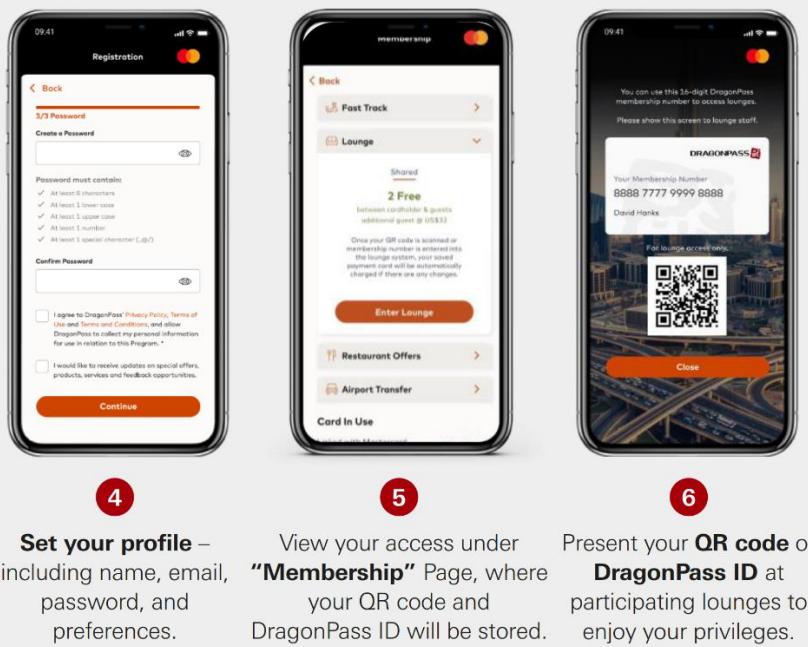 09:41
Registration
Back
3/3 Password
Create a Password
Password must contain:
At least 8 characters
At least 1 lower case
At least 1 upper case
At least 1 number
At least 1 special character (.,@/)
Confirm Password
I agree to DragonPass' Privacy Policy, Terms of
Use and Terms and Conditions, and allow
DragonPass to collect my personal information
for use in relation to this Program. *
I would like to receive updates on special offers,
products, services and feedback opportunities.
Continue
4
Set your profile –
including name, email,
password, and
preferences.
Membership
Back
Fast Track
Lounge
Shared
2 Free
between cardholder & guests
additional guest @ US$32
Once your QR code is scanned or
membership number is entered into
the lounge system, your saved
payment card will be automatically
charged if there are any changes.
Enter Lounge
Restaurant Offers
Airport Transfer
Card In Use
5
View your access under
“Membership” Page, where
your QR code and
DragonPass ID will be stored.
09:41
You can use this 16-digit DragonPass
membership number to access lounges.
Please show this screen to lounge staff.
DRAGONPASS
Your Membership Number
8888 7777 9999 8888
David Hanks
For lounge access only.
Close
6
Present your QR code o
DragonPass ID at
participating lounges to
enjoy your privileges.